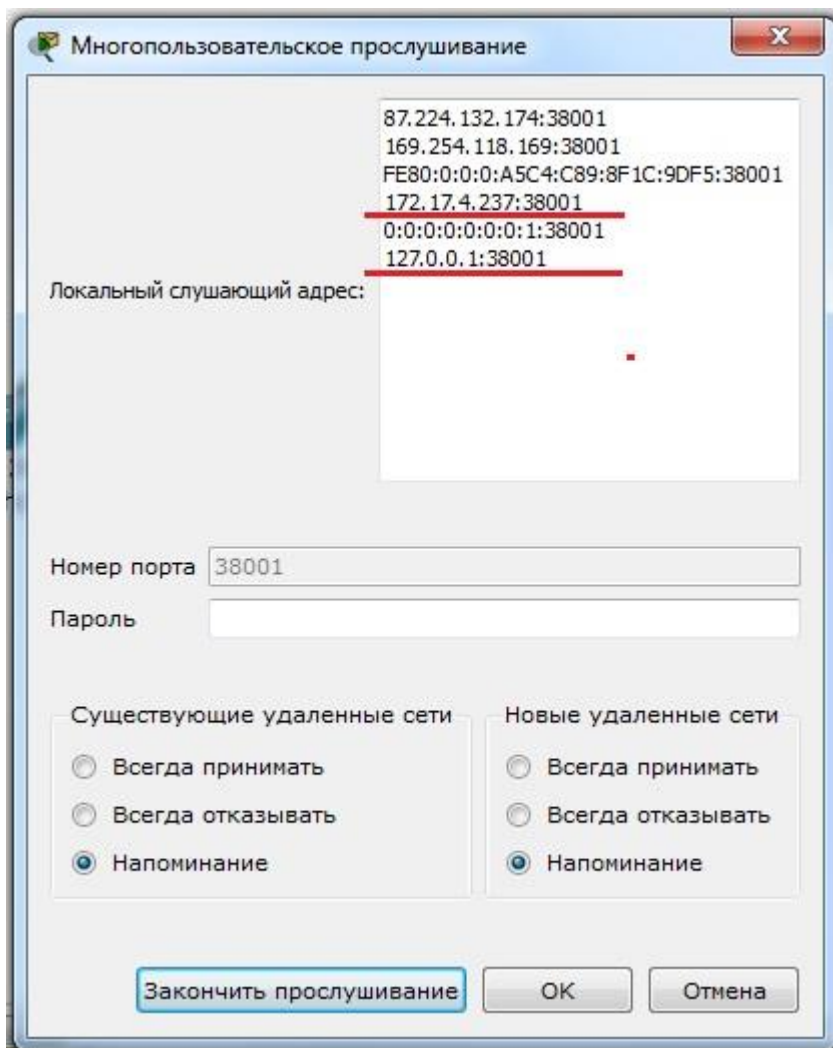 Многопользовательское прослушивание
87.224.132.174:38001
169.254.118.169:38001
FE80:0:0:0:A5C4:C89:8F1C:9DF5:38001
172.17.4.237:38001
0:0:0:0:0:0:0:1:38001
127.0.0.1:38001
Локальный слушающий адрес:
Номер порта 38001
Пароль
Существующие удаленные сети
Всегда принимать
Всегда отказывать
Напоминание
Новые удаленные сети
Всегда принимать
Всегда отказывать
Напоминание
Закончить прослушивание
OK
Отмена